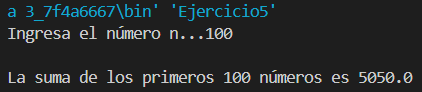 a 3_7f4a6667\bin' 'Ejercicio5'
Ingresa el número n...100
La suma de los primeros 100 números es 5050.0